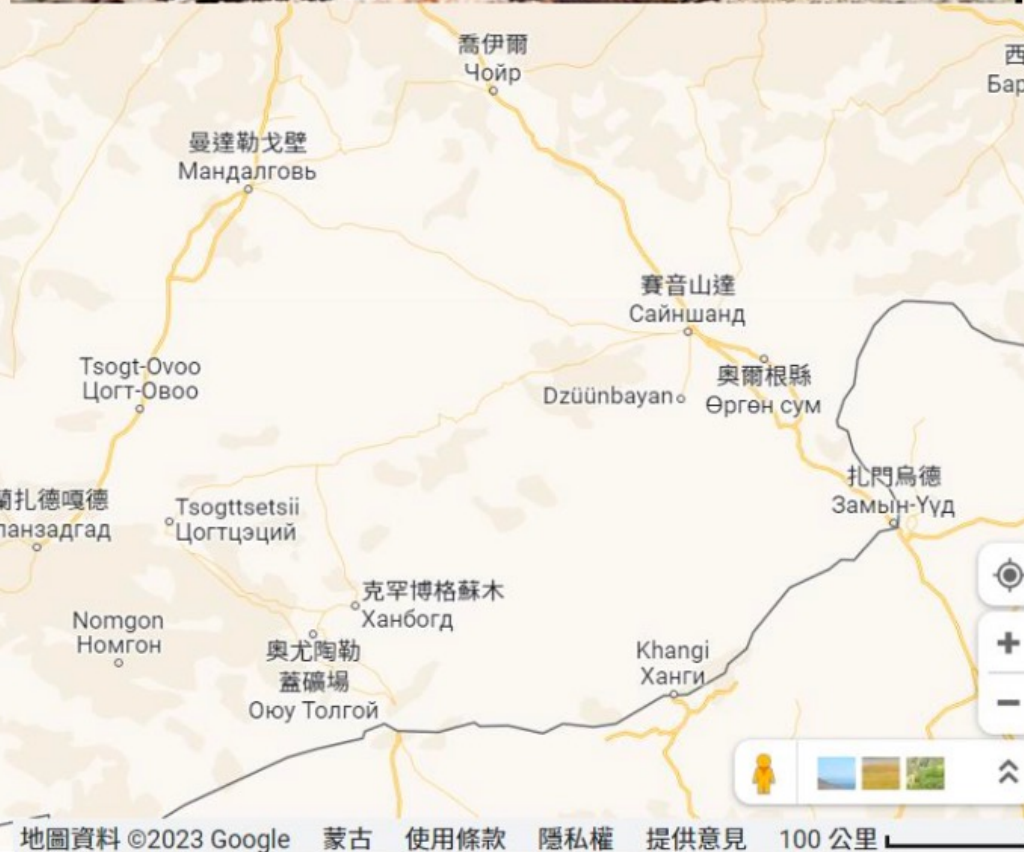 喬伊爾
Чойр
西
Бар
曼達勒戈壁
Мандалговь
賽音山達
Сайншанд
Tsogt-Ovoo
Цогт-Овоо
Dzüünbayan
奧爾根縣
Өргөн сум
扎門烏德
Замын-Үүд
蘭扎德嘎德
ланзадгад
Tsogttsetsii
Цогтцэций
克罕博格蘇木
Ханбогд
Nomgon
Номгон
奧尤陶勒
蓋礦場
Оюу Толгой
Khangi
Ханги
地圖資料 ©2023 Google 蒙古 使用條款 隱私權 提供意見 100 公里